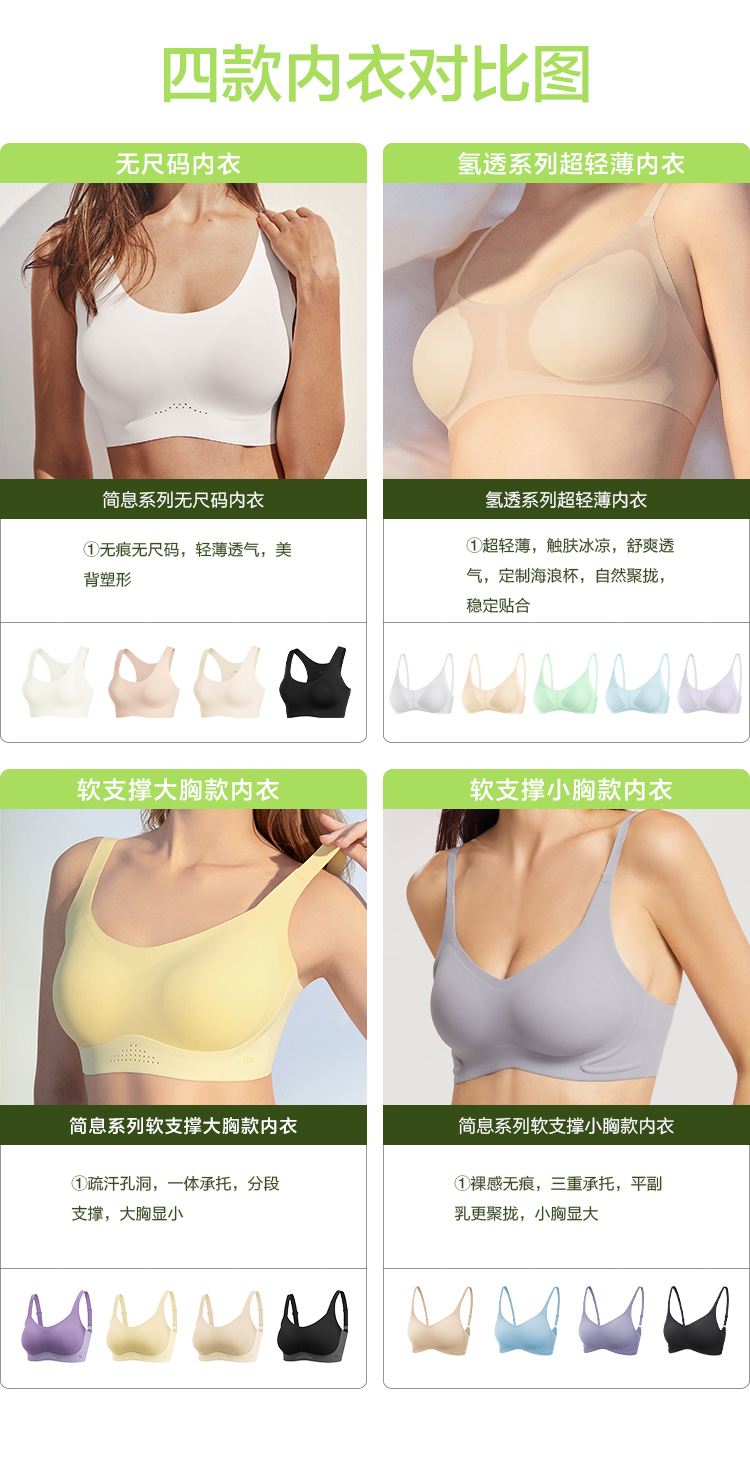 四款内衣对比图
无尺码内衣
简息系列无尺码内衣
①无痕无尺码，轻薄透气，美
背塑形
氢透系列超轻薄内衣
氢透系列超轻薄内衣
①超轻薄，触肤冰凉，舒爽透
气，定制海浪杯，自然聚拢，
稳定贴合
软支撑大胸款内衣
简息系列软支撑大胸款内衣
①疏汗孔洞，一体承托，分段
支撑，大胸显小
软支撑小胸款内衣
简息系列软支撑小胸款内衣
①裸感无痕，三重承托，平副
乳更聚拢，小胸显大